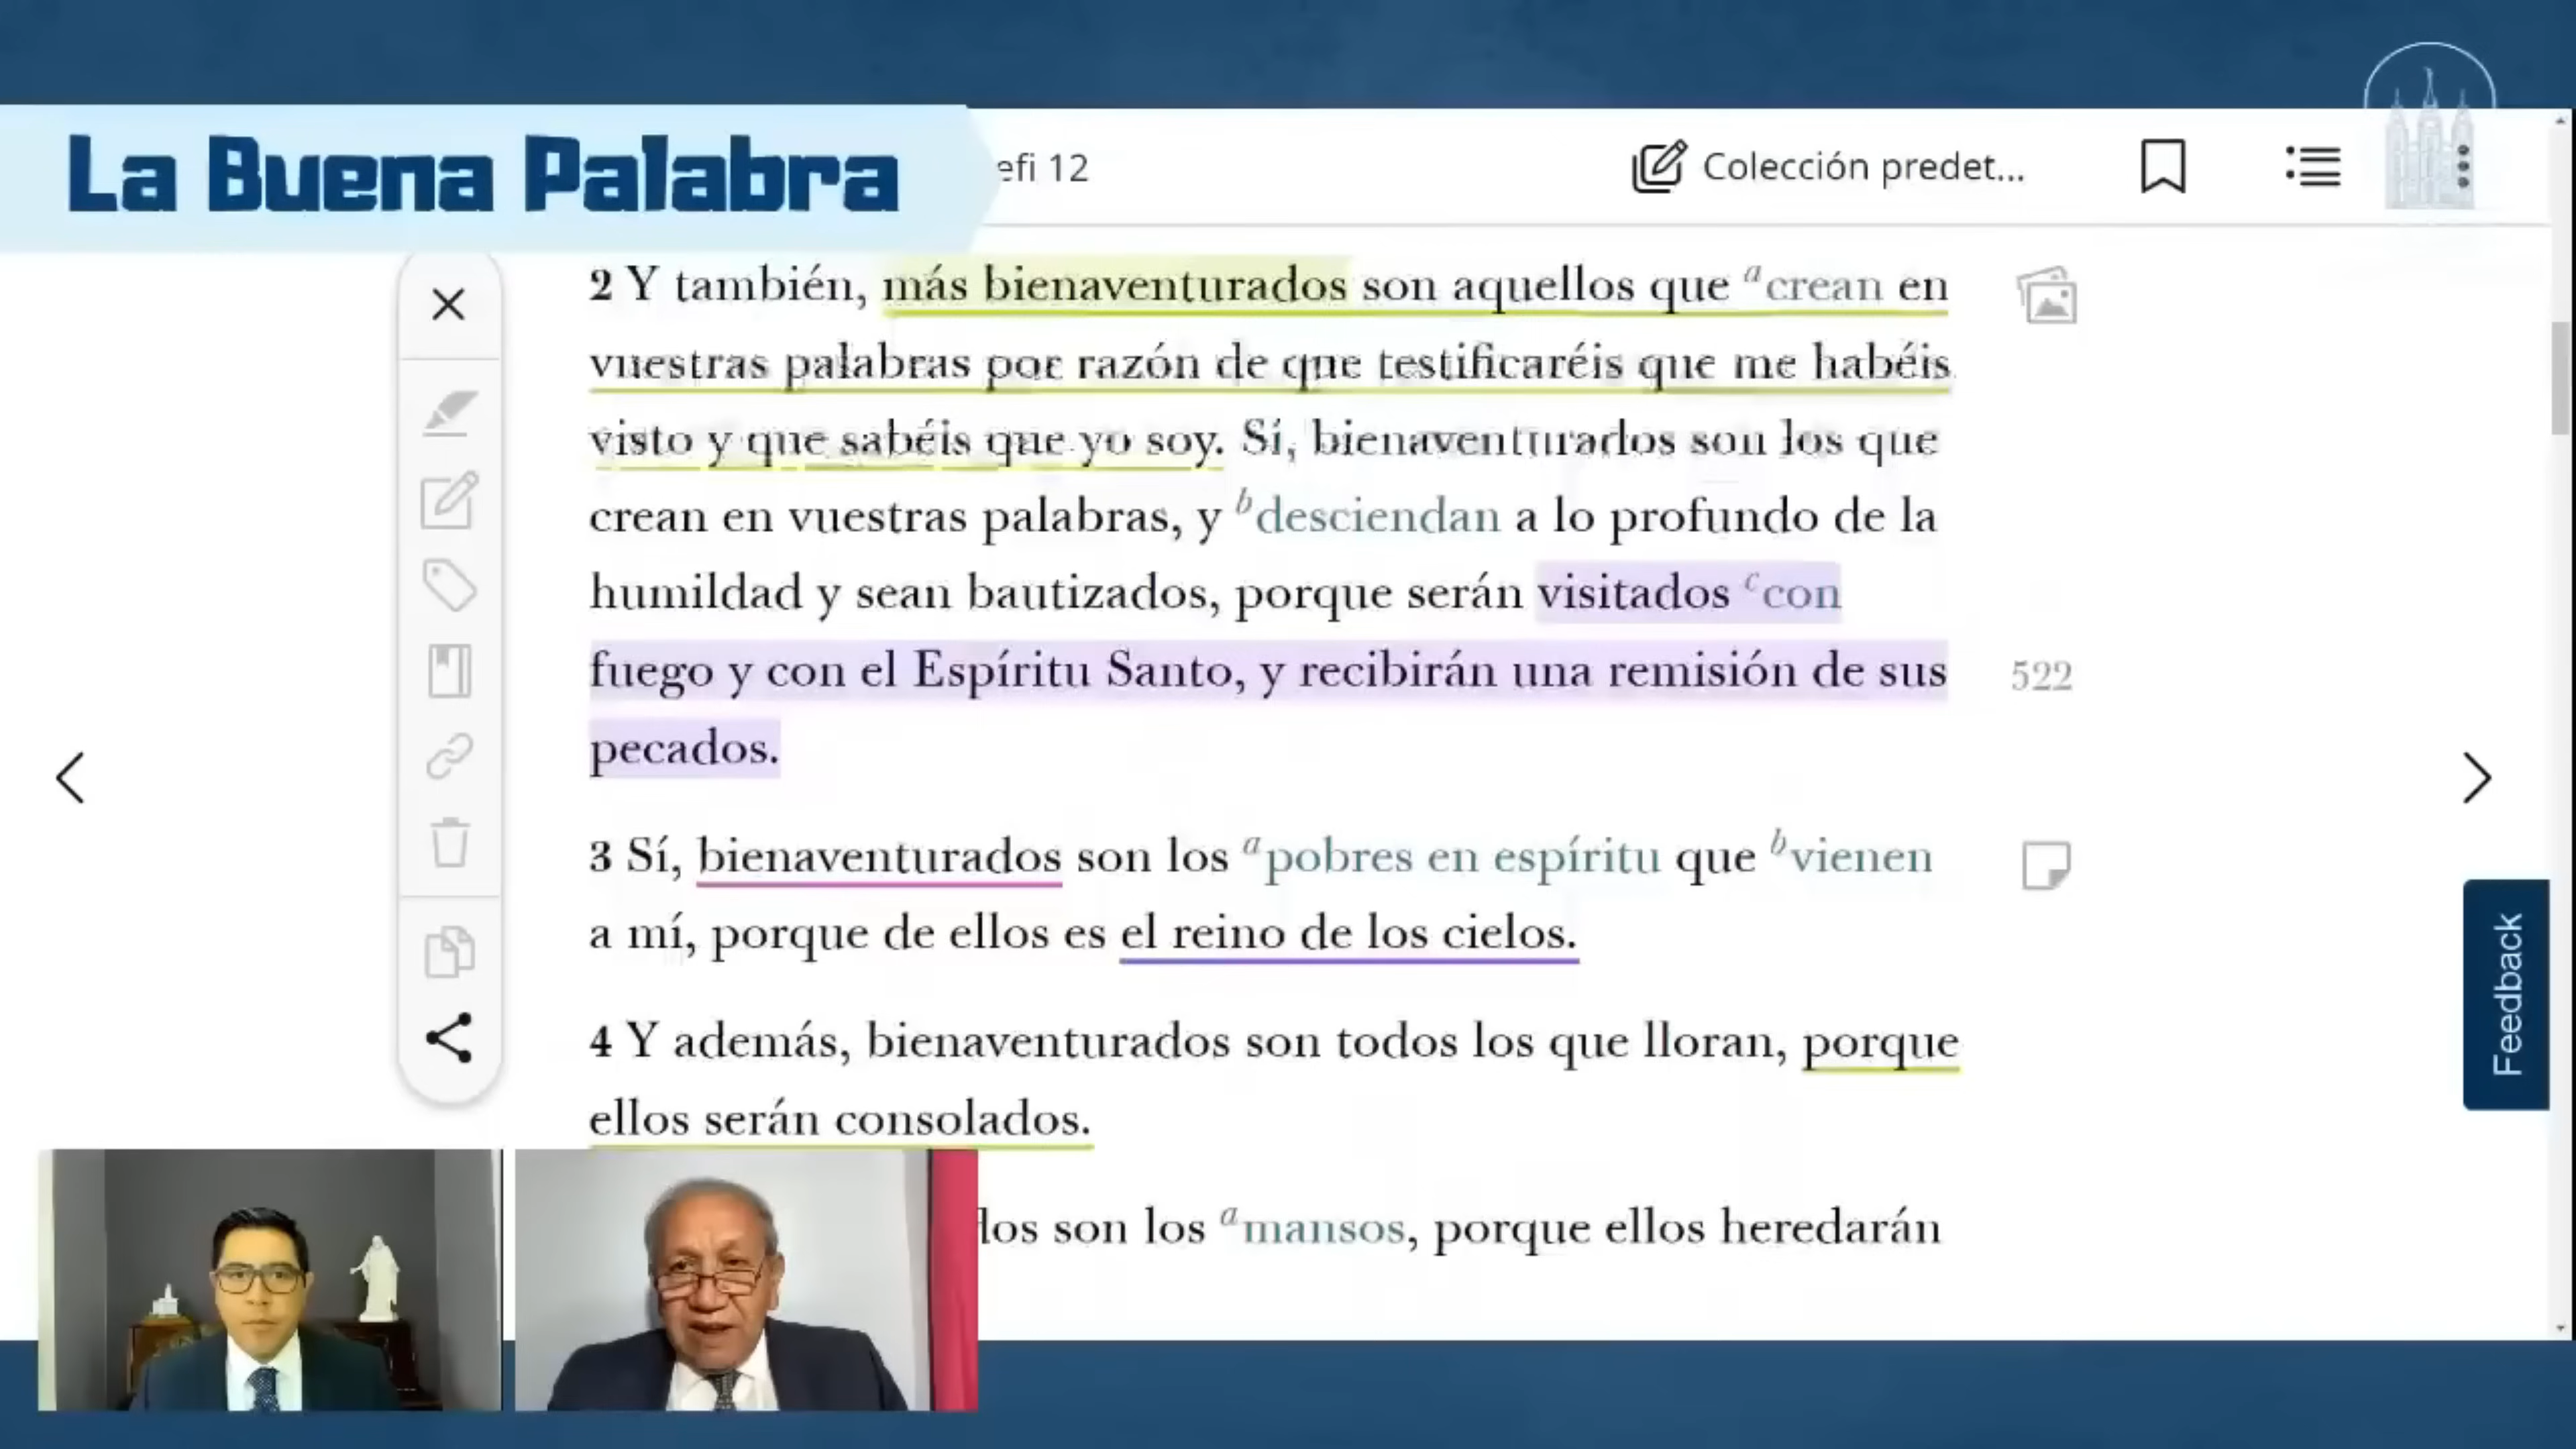 La Buena Palabra
efi 12
Colección predet...
2 Y también, más bienaventurados son aquellos que a crean en
vuestras palabras por razón de que testificaréis que me habéis
visto y que sabéis que yo soy. Sí, bienaventurados son los que
crean en vuestras palabras, y b desciendan a lo profundo de la
humildad y sean bautizados, porque serán visitados c con
fuego y con el Espíritu Santo, y recibirán una remisión de sus
522
pecados.
3 Sí, bienaventurados son los a pobres en espíritu que b vienen
a mí, porque de ellos es el reino de los cielos.
4 Y además, bienaventurados son todos los que lloran, porque
ellos serán consolados.
los son los a mansos, porque ellos heredarán
Feedback